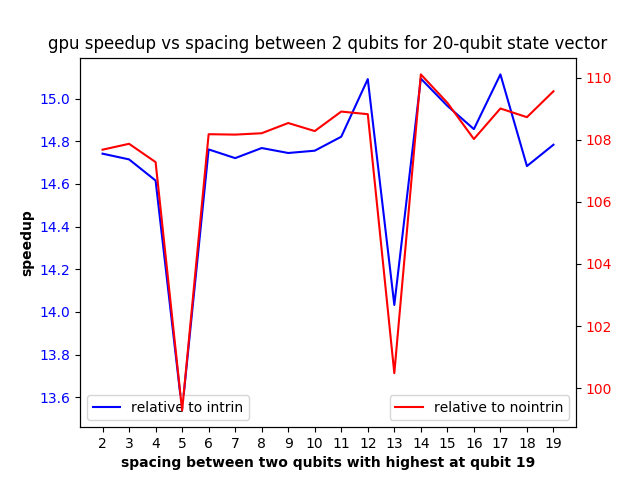 gpu speedup vs spacing between 2 qubits for 20-qubit state vector
speedup
15.0
14.8
14.6
14.4
14.2
14.0
13.8
13.6
110
108
106
104
102
100
relative to intrin
relative to nointrin
2 3 4 5 6 7 8 9 10 11 12 13 14 15 16 17 18 19
spacing between two qubits with highest at qubit 19